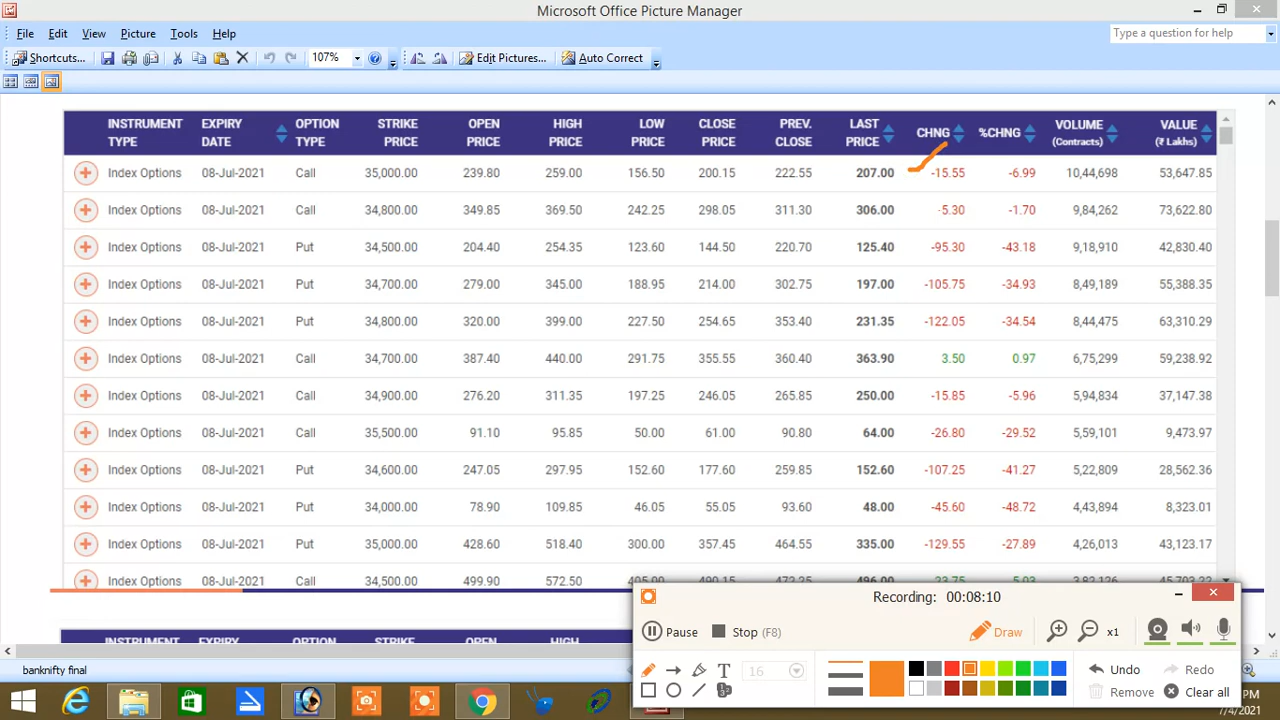 Microsoft Office Picture Manager
File Edit View Picture Tools Help
Type a question for help
Shortcuts... 107% Edit Pictures... Auto Correct
INSTRUMENT TYPE EXPIRY DATE OPTION TYPE STRIKE PRICE OPEN PRICE HIGH PRICE LOW PRICE CLOSE PRICE PREV. CLOSE LAST PRICE CHNG %CHNG VOLUME (Contracts) VALUE (₹ Lakhs)
Index Options 08-Jul-2021 Call 35,000.00 239.80 259.00 156.50 200.15 222.55 207.00 -15.55 -6.99 10,44,698 53,647.85
Index Options 08-Jul-2021 Call 34,800.00 349.85 369.50 242.25 298.05 311.30 306.00 -5.30 -1.70 9,84,262 73,622.80
Index Options 08-Jul-2021 Put 34,500.00 204.40 254.35 123.60 144.50 220.70 125.40 -95.30 -43.18 9,18,910 42,830.40
Index Options 08-Jul-2021 Put 34,700.00 279.00 345.00 188.95 214.00 302.75 197.00 -105.75 -34.93 8,49,189 55,388.35
Index Options 08-Jul-2021 Put 34,800.00 320.00 399.00 227.50 254.65 353.40 231.35 -122.05 -34.54 8,44,475 63,310.29
Index Options 08-Jul-2021 Call 34,700.00 387.40 440.00 291.75 355.55 360.40 363.90 3.50 0.97 6,75,299 59,238.92
Index Options 08-Jul-2021 Call 34,900.00 276.20 311.35 197.25 246.05 265.85 250.00 -15.85 -5.96 5,94,834 37,147.38
Index Options 08-Jul-2021 Call 35,500.00 91.10 95.85 50.00 61.00 90.80 64.00 -26.80 -29.52 5,59,101 9,473.97
Index Options 08-Jul-2021 Put 34,600.00 247.05 297.95 152.60 177.60 259.85 152.60 -107.25 -41.27 5,22,809 28,562.36
Index Options 08-Jul-2021 Put 34,000.00 78.90 109.85 46.05 55.05 93.60 48.00 -45.60 -48.72 4,43,894 8,323.01
Index Options 08-Jul-2021 Put 35,000.00 428.60 518.40 300.00 357.45 464.55 335.00 -129.55 -27.89 4,26,013 43,123.17
Index Options 08-Jul-2021 Call 34,500.00 499.90 572.50
INSTRUMENT EXPIRY OPTION STRIKE OPEN HIGH
Recording: 00:08:10
Pause Stop (F8) Draw x1
16 Undo Redo
Remove Clear all
banknifty final
PM
7/4/2021